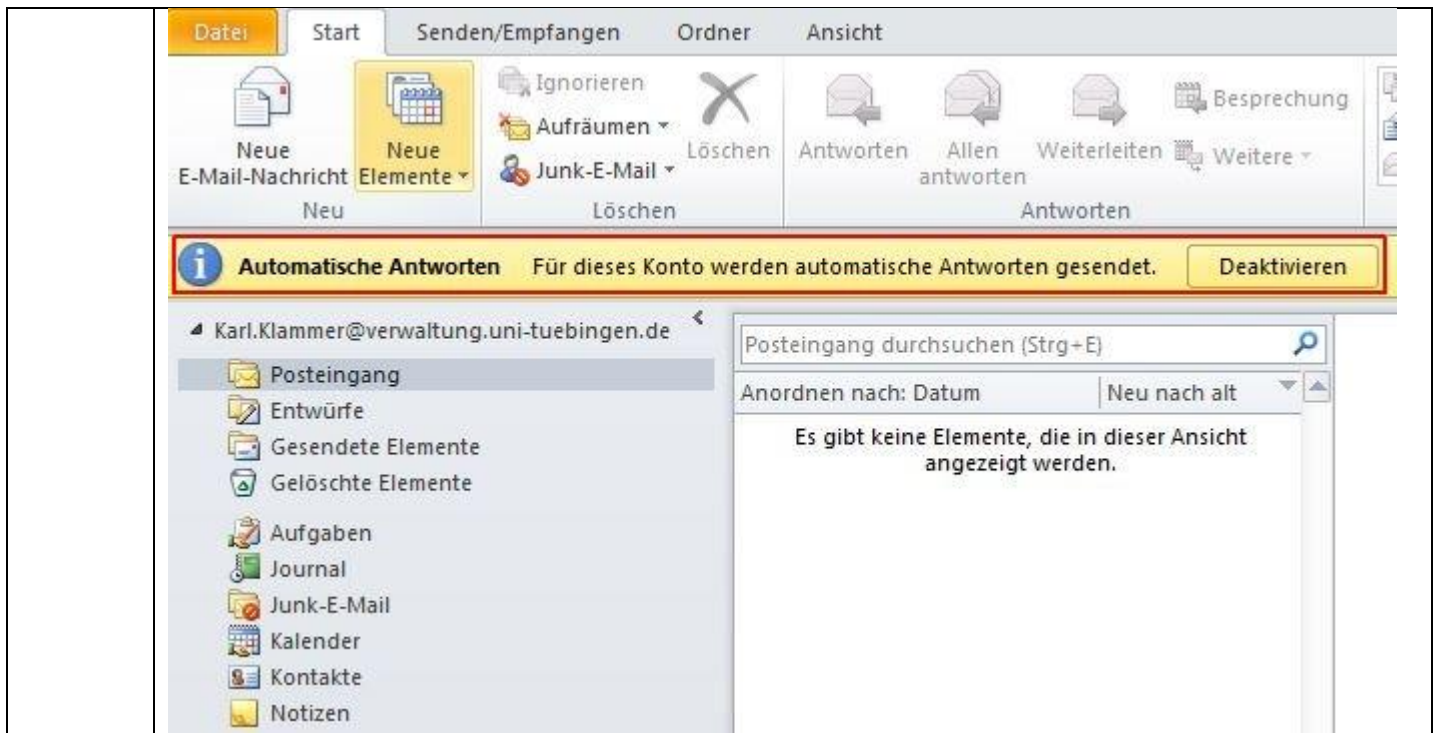 Datei Start Senden/Empfangen Ordner Ansicht
Neue
E-Mail-Nachricht
Neue
Elemente
Ignorieren
Aufräumen
Junk-E-Mail
Löschen
Antworten
Allen
antworten
Weiterleiten
Besprechung
Weitere
Neu Löschen Antworten
Automatische Antworten Für dieses Konto werden automatische Antworten gesendet. Deaktivieren
Karl.Klammer@verwaltung.uni-tuebingen.de
Posteingang
Entwürfe
Gesendete Elemente
Gelöschte Elemente
Aufgaben
Journal
Junk-E-Mail
Kalender
Kontakte
Notizen
Posteingang durchsuchen (Strg+E)
Anordnen nach: Datum Neu nach alt
Es gibt keine Elemente, die in dieser Ansicht
angezeigt werden.